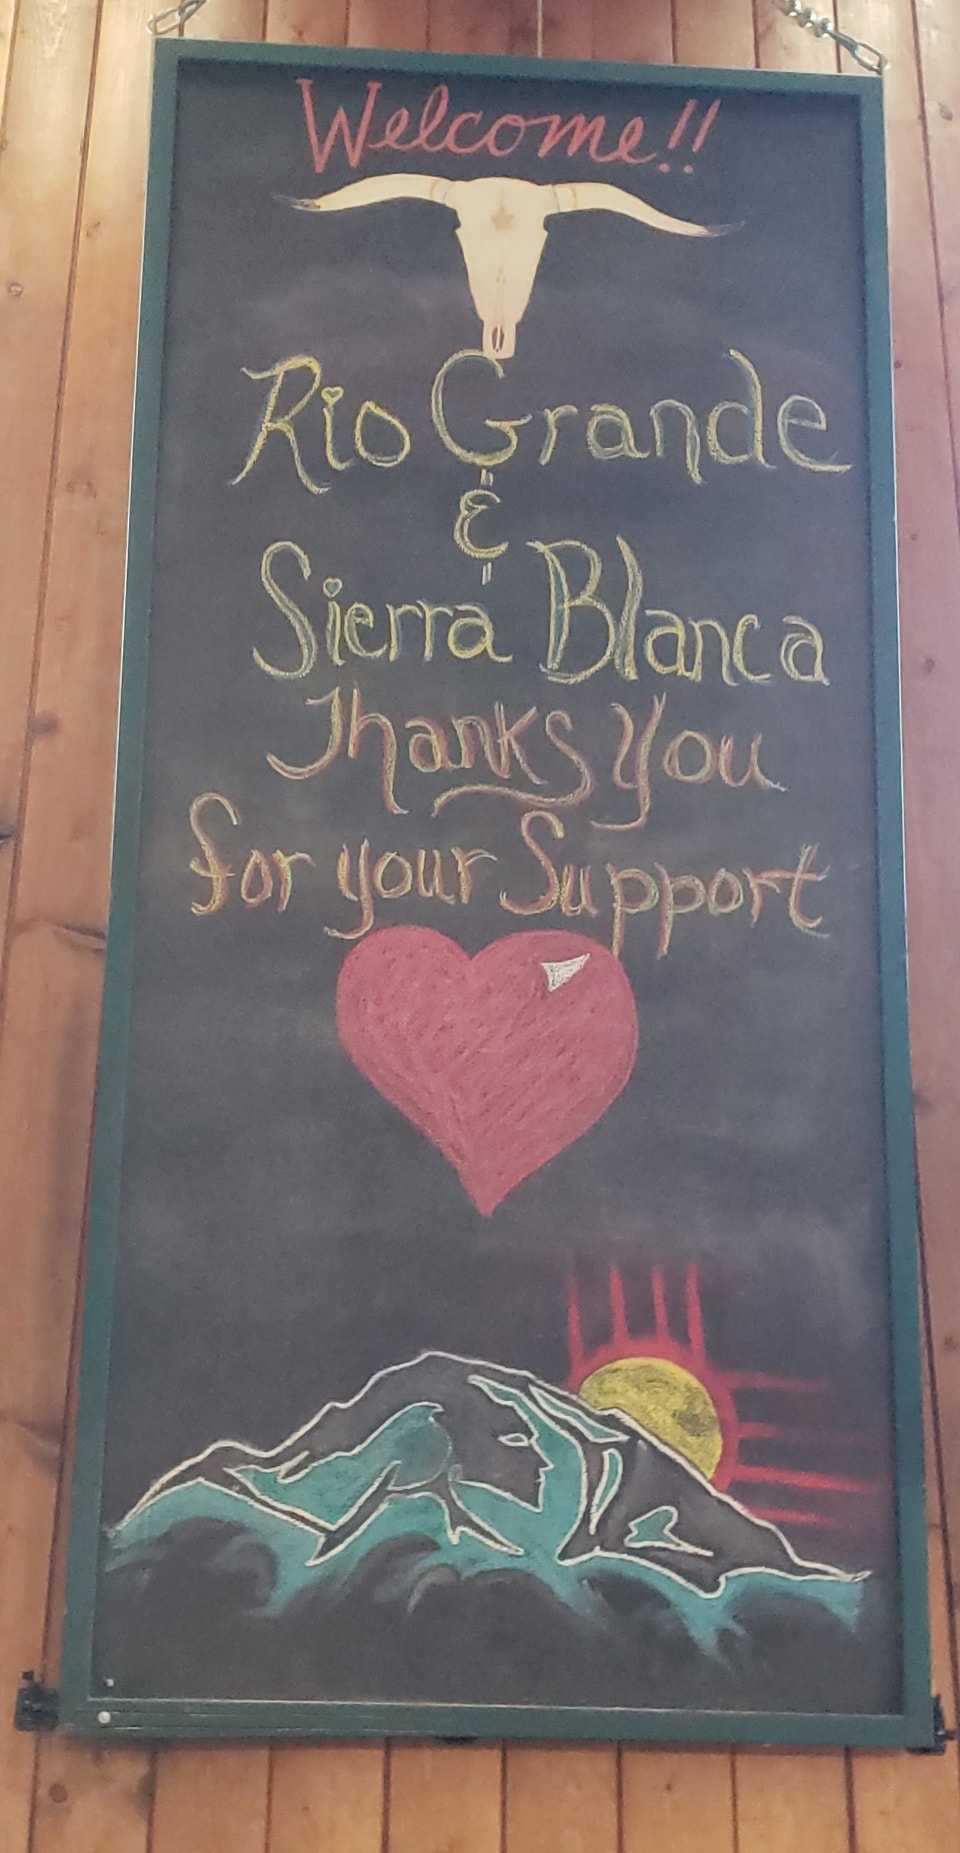 Welcome!!
Rio Grande
&
Sierra Blanca
Thanks You
for your Support